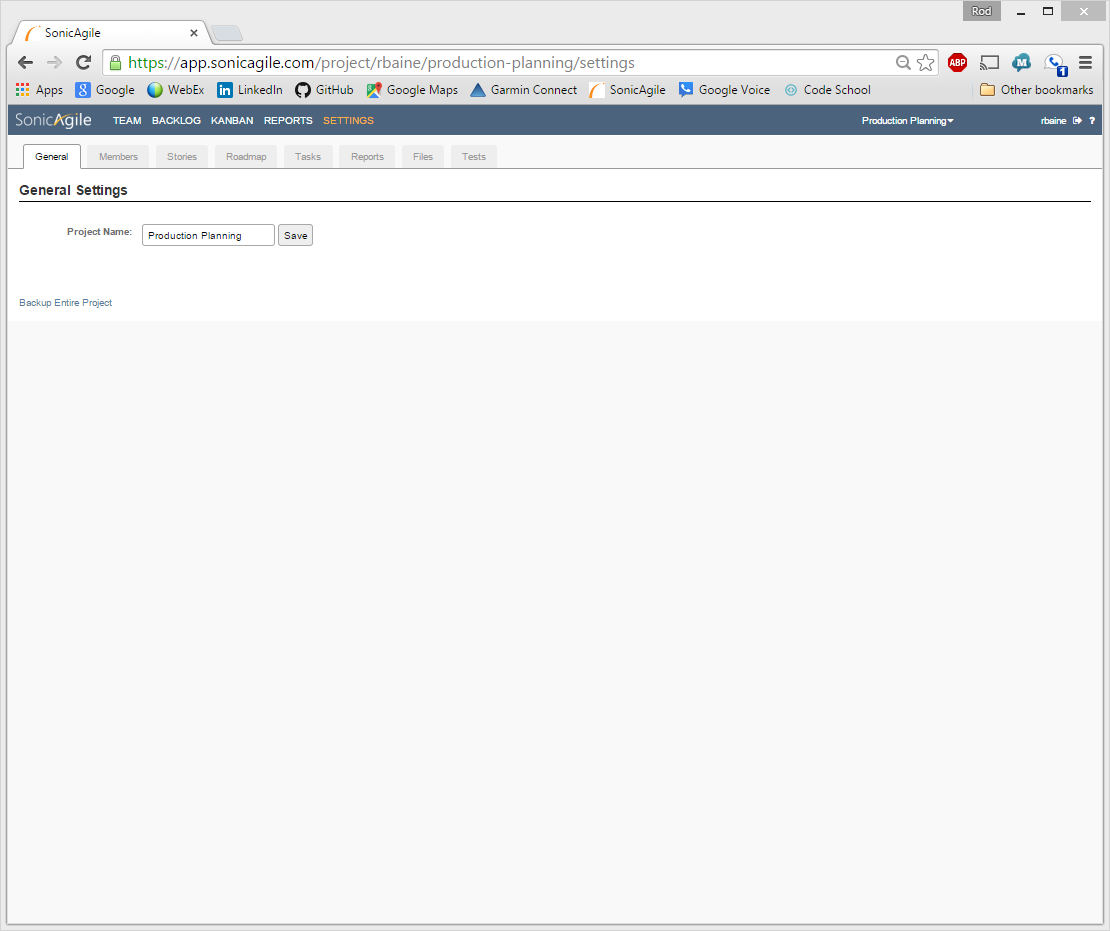 Rod
SonicAgile
https://app.sonicagile.com/project/rbaine/production-planning/settings
ABP M 1
Apps 8 Google WebEx in LinkedIn GitHub Google Maps Garmin Connect SonicAgile Google Voice Code School Other bookmarks
SonicAgile TEAM BACKLOG KANBAN REPORTS SETTINGS Production Planning rbaine ?
General Members Stories Roadmap Tasks Reports Files Tests
General Settings
Project Name: Production Planning Save
Backup Entire Project